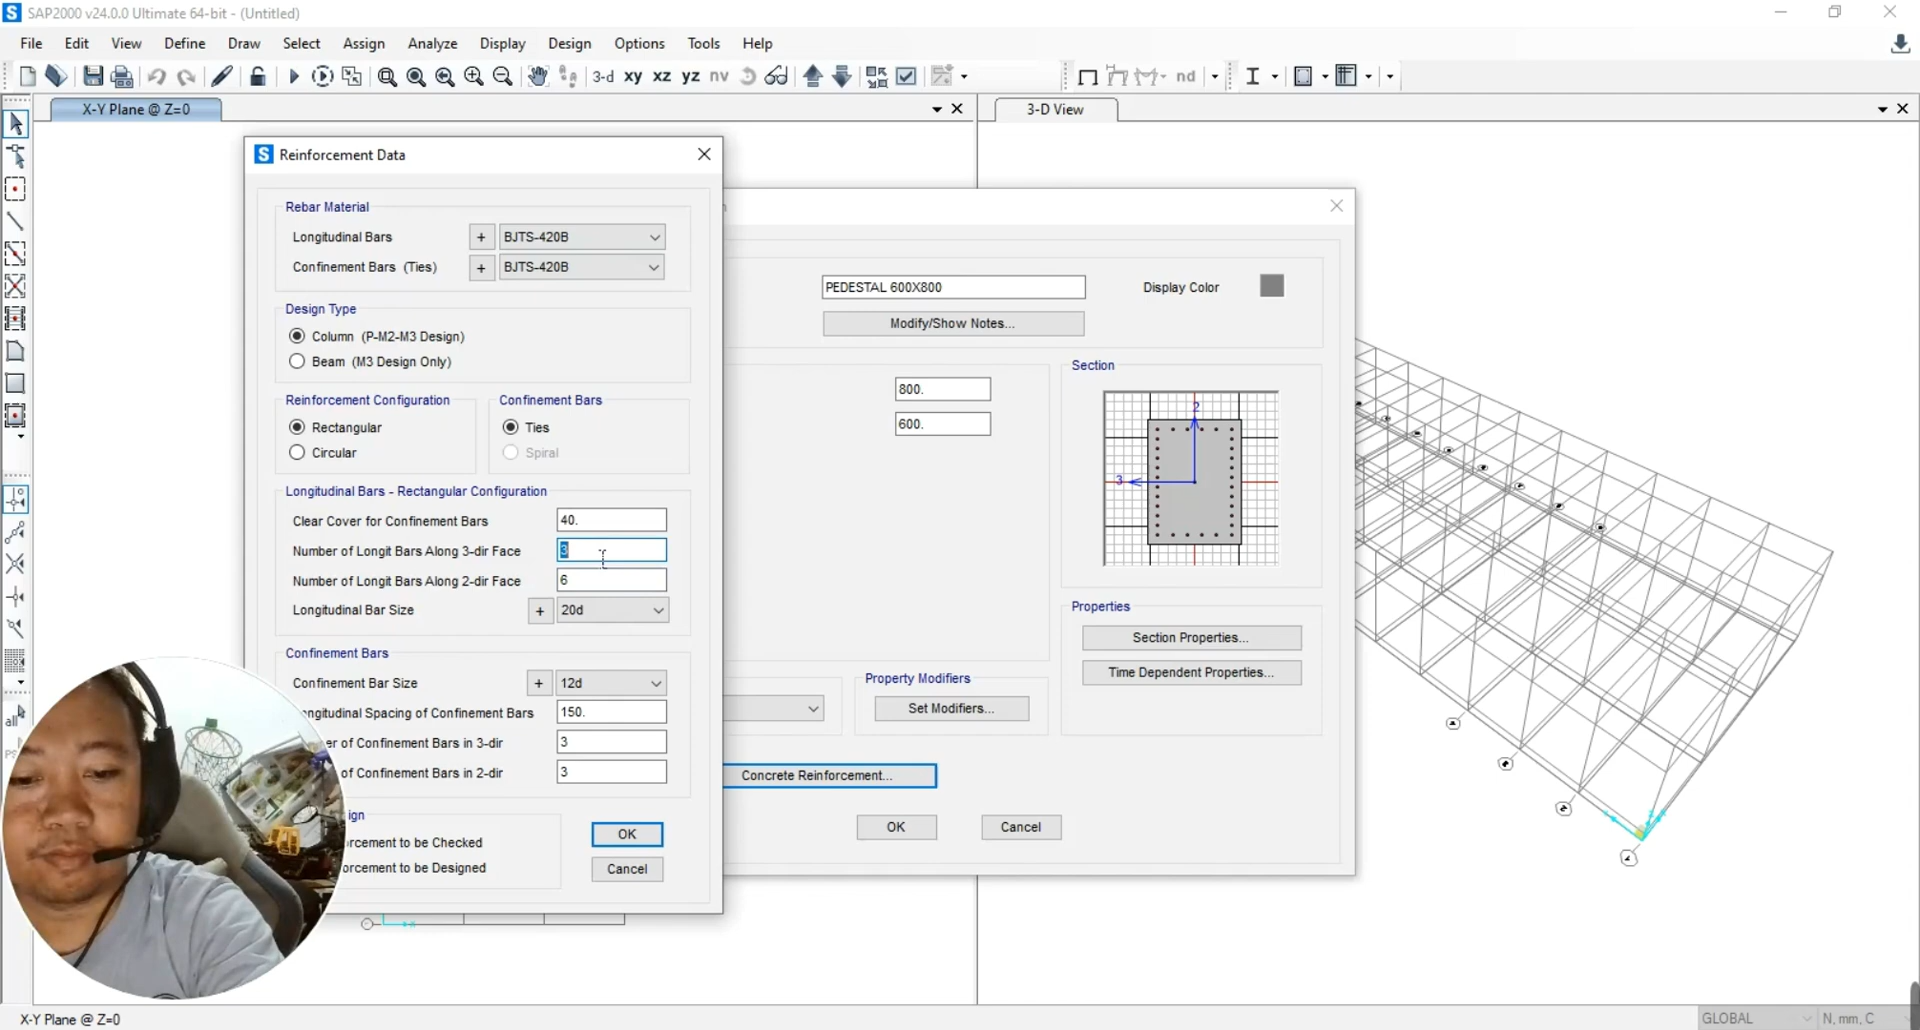 SAP2000 v24.0.0 Ultimate 64-bit - (Untitled)
File Edit View Define Draw Select Assign Analyze Display Design Options Tools Help
3-d xy xz yz nv nd
X-Y Plane @ Z=0
3-D View
Reinforcement Data
Rebar Material
Longitudinal Bars + BJTS-420B
Confinement Bars (Ties) + BJTS-420B
Design Type
Column (P-M2-M3 Design)
Beam (M3 Design Only)
Reinforcement Configuration
Rectangular
Circular
Confinement Bars
Ties
Spiral
Longitudinal Bars - Rectangular Configuration
Clear Cover for Confinement Bars 40.
Number of Longit Bars Along 3-dir Face 3
Number of Longit Bars Along 2-dir Face 6
Longitudinal Bar Size + 20d
Confinement Bars
Confinement Bar Size + 12d
Longitudinal Spacing of Confinement Bars 150.
of Confinement Bars in 3-dir 3
of Confinement Bars in 2-dir 3
to be Checked
to be Designed
OK
Cancel
PEDESTAL 600X800
Display Color
Modify/Show Notes...
800.
600.
Section
2
3
Properties
Section Properties...
Time Dependent Properties...
Property Modifiers
Set Modifiers...
Concrete Reinforcement...
OK
Cancel
all
X-Y Plane @ Z=0
GLOBAL
N, mm, C